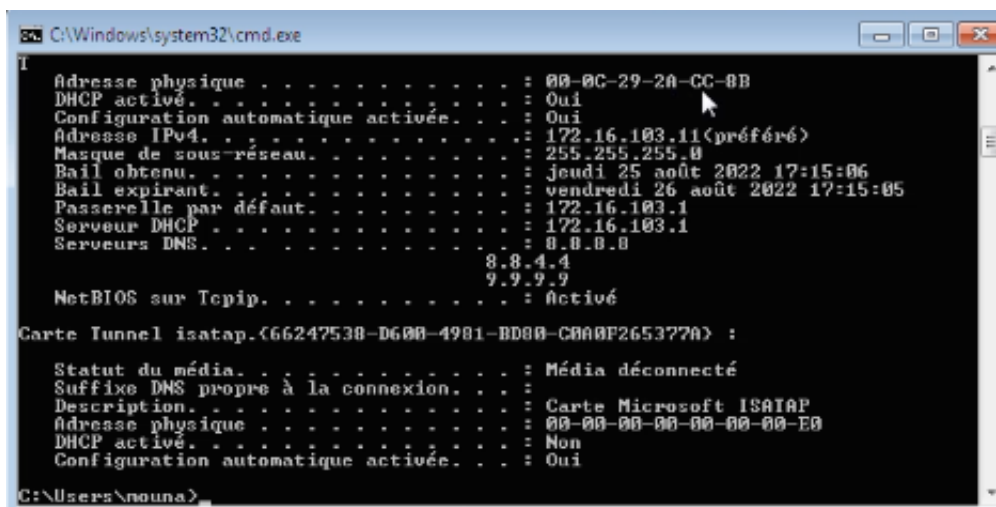 C:\Windows\system32\cmd.exe
T
Adresse physique . . . . . . . . . . . : 00-0C-29-2A-CC-8B
DHCP activé. . . . . . . . . . . . . . : Oui
Configuration automatique activée. . . : Oui
Adresse IPv4. . . . . . . . . . . . . .: 172.16.103.11(préféré)
Masque de sous-réseau. . . . . . . . . : 255.255.255.0
Bail obtenu. . . . . . . . . . . . . . : jeudi 25 août 2022 17:15:06
Bail expirant. . . . . . . . . . . . . : vendredi 26 août 2022 17:15:05
Passerelle par défaut. . . . . . . . . : 172.16.103.1
Serveur DHCP . . . . . . . . . . . . . : 172.16.103.1
Serveurs DNS. . . . . . . . . . . . . : 8.8.8.8
8.8.4.4
9.9.9.9
NetBIOS sur Tcpip. . . . . . . . . . . : Activé
Carte Tunnel isatap.{66247538-D600-4981-BD80-C0A0F265377A} :
Statut du média. . . . . . . . . . . . : Média déconnecté
Suffixe DNS propre à la connexion. . . :
Description. . . . . . . . . . . . . . : Carte Microsoft ISATAP
Adresse physique . . . . . . . . . . . : 00-00-00-00-00-00-00-E0
DHCP activé. . . . . . . . . . . . . . : Non
Configuration automatique activée. . . : Oui
C:\Users\mouna>_